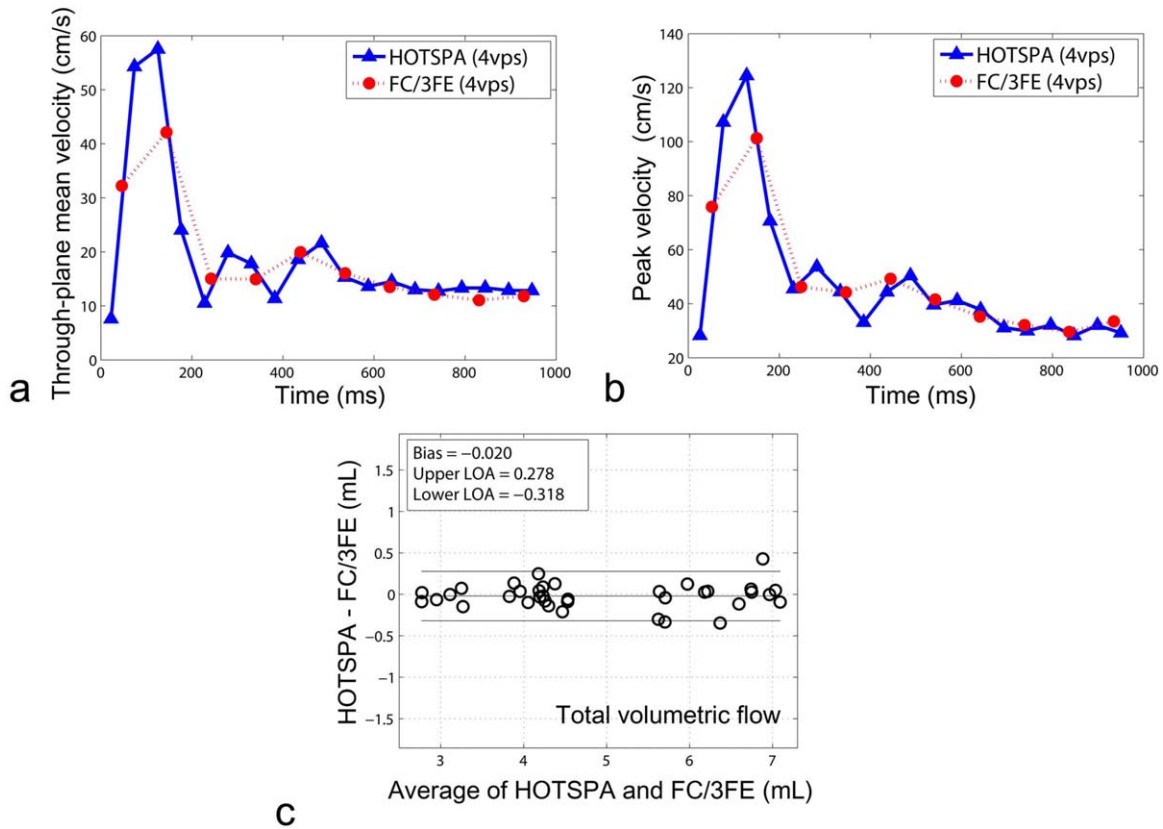 Through-plane mean velocity (cm/s)
60
50
40
30
20
10
0
HOTSPA (4vps)
FC/3FE (4vps)
0 200 400 600 800 1000
Time (ms)
a
Peak velocity (cm/s)
140
120
100
80
60
40
20
HOTSPA (4vps)
FC/3FE (4vps)
0 200 400 600 800 1000
Time (ms)
b
HOTSPA - FC/3FE (mL)
1.5
1
0.5
0
−0.5
−1
−1.5
Bias = −0.020
Upper LOA = 0.278
Lower LOA = −0.318
Total volumetric flow
3 4 5 6 7
Average of HOTSPA and FC/3FE (mL)
c